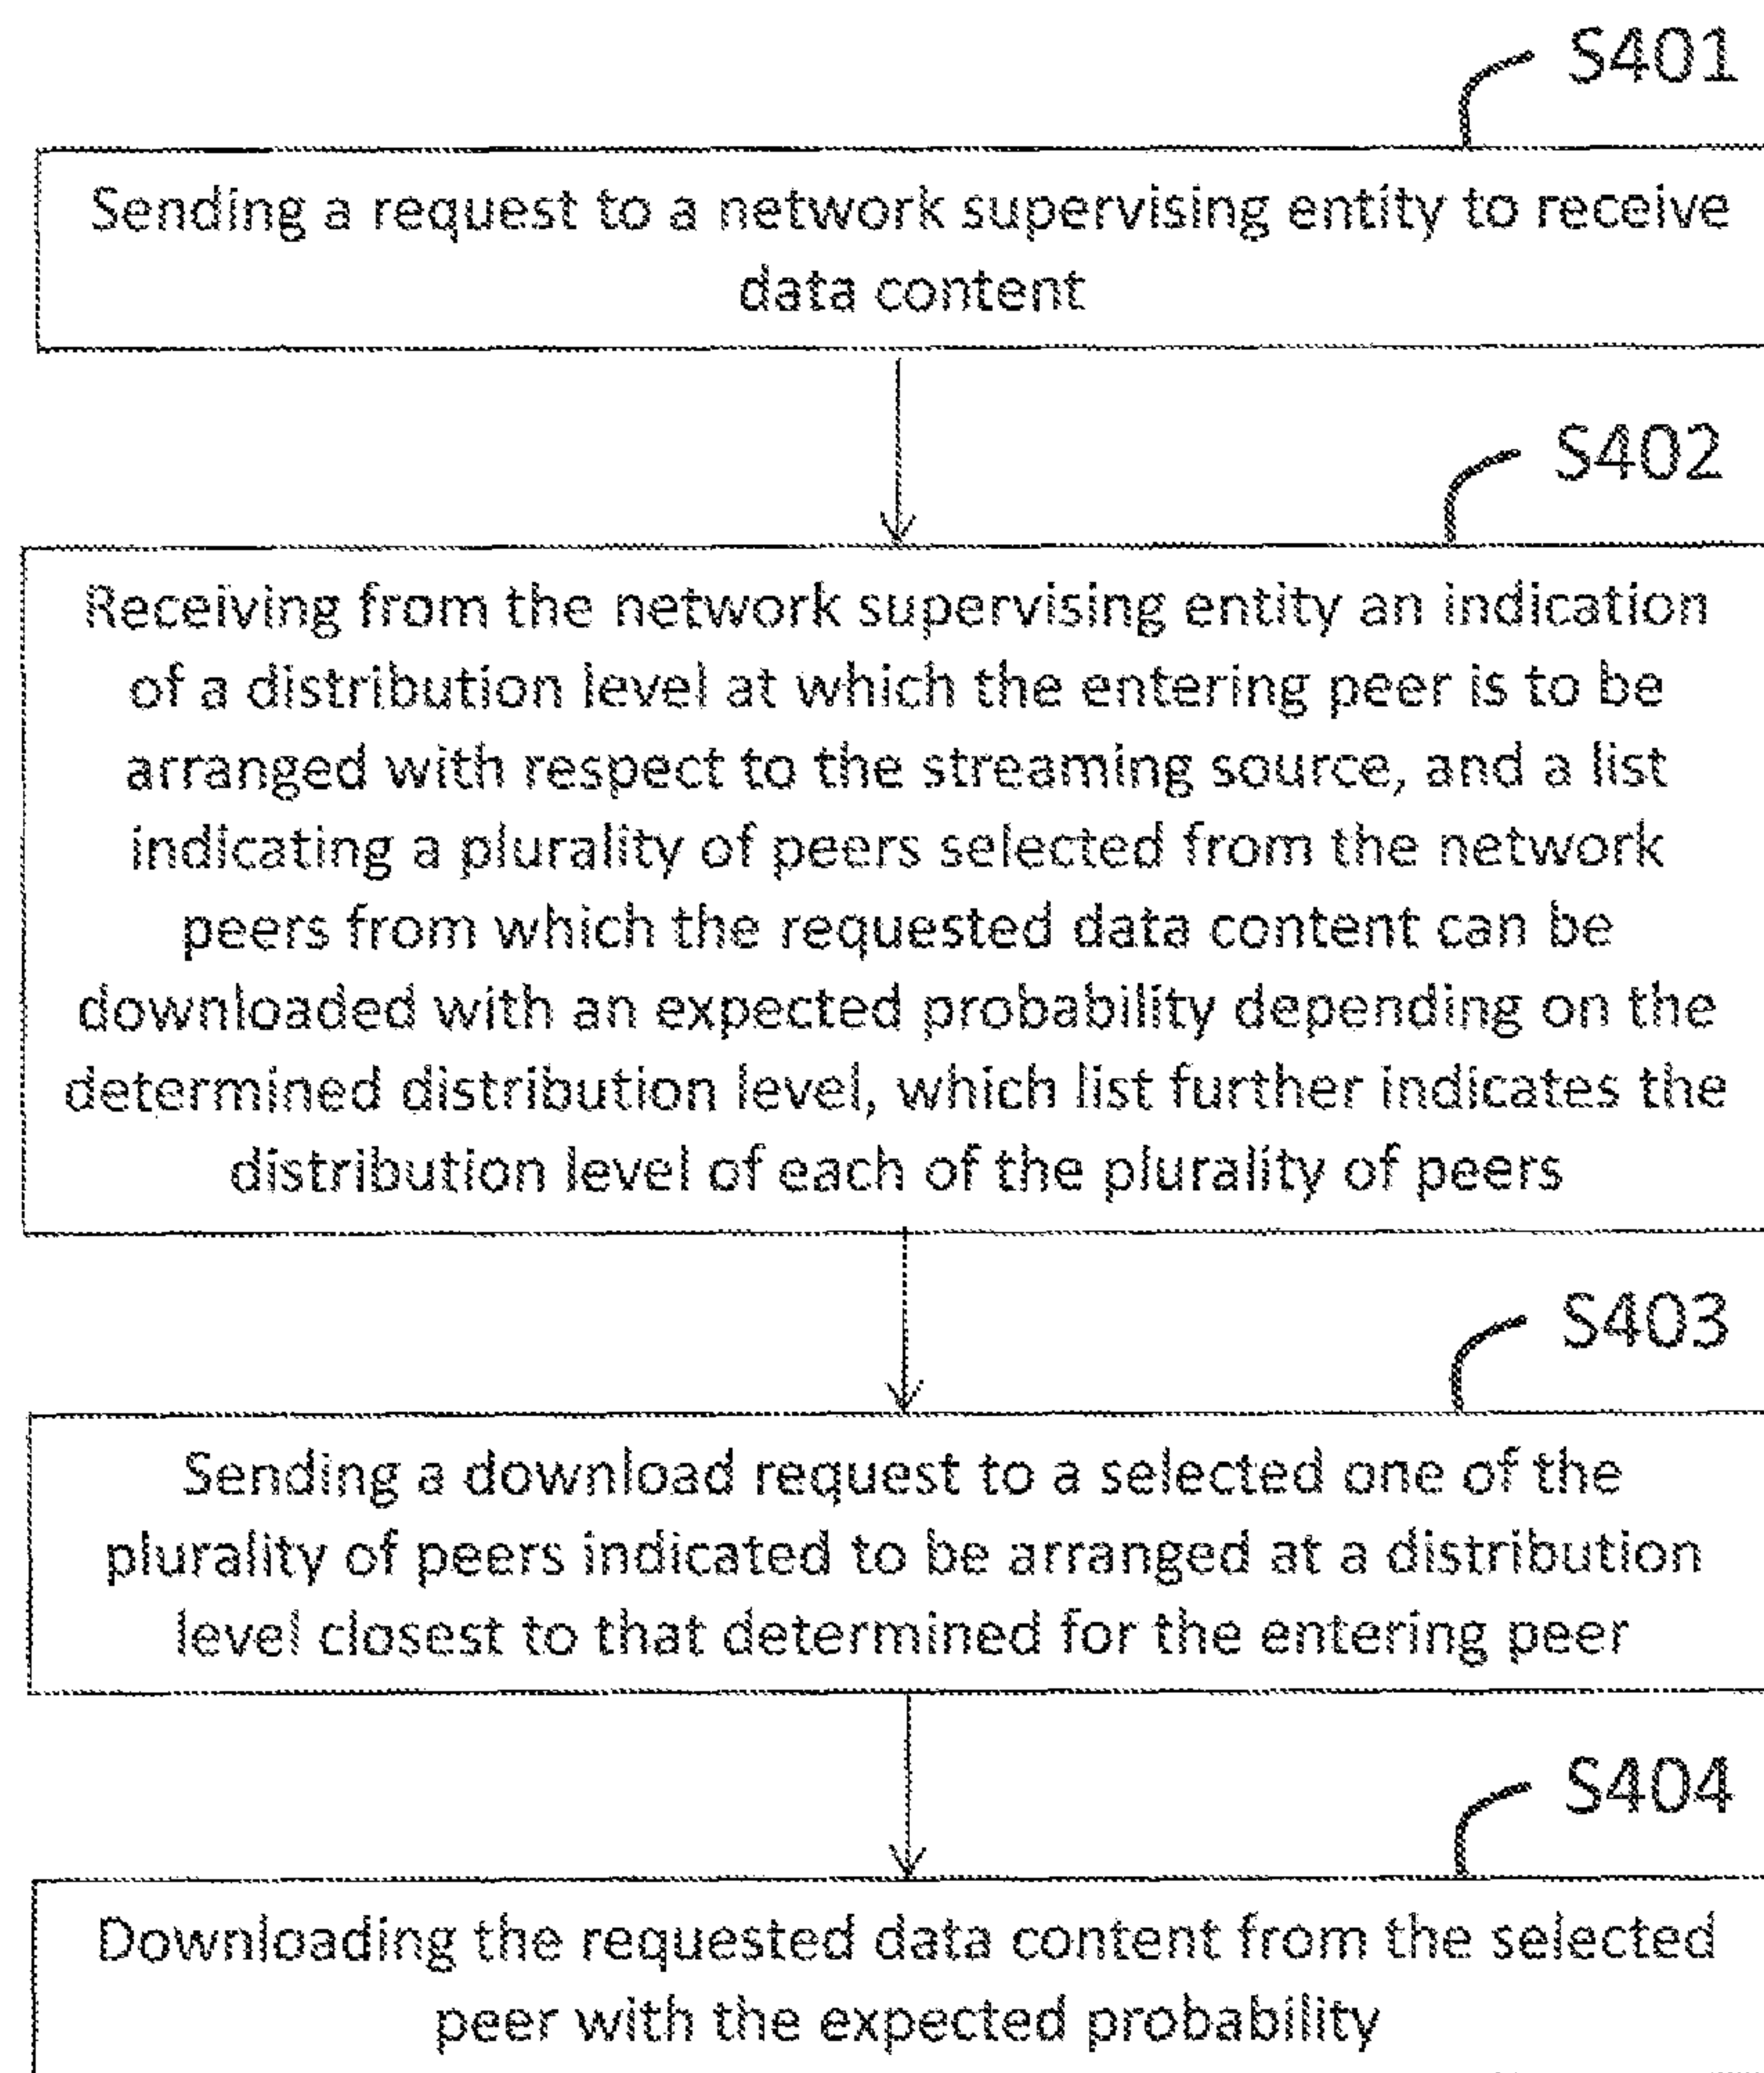 S401
Sending a request to a network supervising entity to receive
data content
S402
Receiving from the network supervising entity an indication
of a distribution level at which the entering peer is to be
arranged with respect to the streaming source, and a list
indicating a plurality of peers selected from the network
peers from which the requested data content can be
downloaded with an expected probability depending on the
determined distribution level, which list further indicates the
distribution level of each of the plurality of peers
S403
Sending a download request to a selected one of the
plurality of peers indicated to be arranged at a distribution
level closest to that determined for the entering peer
S404
Downloading the requested data content from the selected
peer with the expected probability